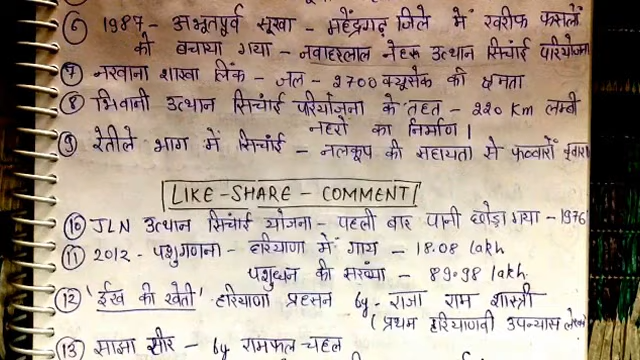 ⑥ 1987 - अभूतपूर्व सूखा - महेंद्रगढ़ जिले में खरीफ फसलों
को बचाया गया - जवाहरलाल नेहरू उत्थान सिंचाई परियोजना
⑦ नरवाना शाखा लिंक - जल - 2700 क्यूसेक की क्षमता
⑧ भिवानी उत्थान सिंचाई परियोजना के तहत - 220 Km लम्बी
नहरों का निर्माण।
⑨ रेतीले भाग में सिंचाई - नलकूप की सहायता से फव्वारों द्वारा
LIKE - SHARE - COMMENT
⑩ JLN उत्थान सिंचाई योजना - पहली बार पानी छोड़ा गया - 1976
⑪ 2012 - पशुगणना - हरियाणा में गाय - 18.08 lakh
पशुधन की संख्या - 89.98 lakh
⑫ 'ईख की खेती' हरियाणा प्रहसन by - राजा राम शास्त्री
(प्रथम हरियाणवी उपन्यास लेखक
⑬ साझा सीर - by रामफल चहल